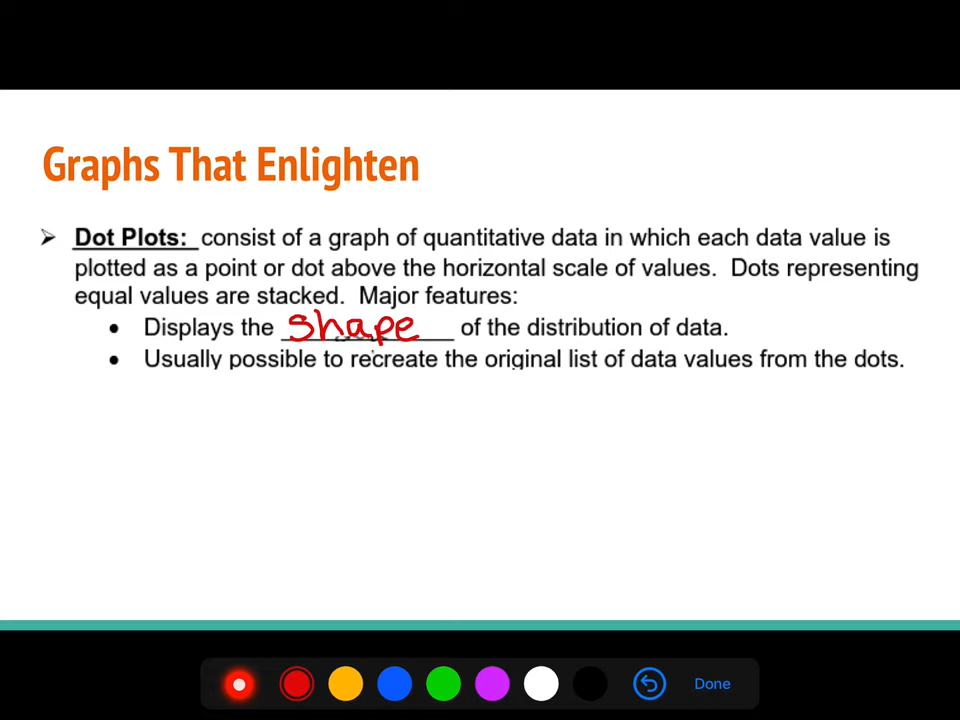 Graphs That Enlighten
➢ Dot Plots: consist of a graph of quantitative data in which each data value is
plotted as a point or dot above the horizontal scale of values. Dots representing
equal values are stacked. Major features:
• Displays the shape of the distribution of data.
• Usually possible to recreate the original list of data values from the dots.
Done